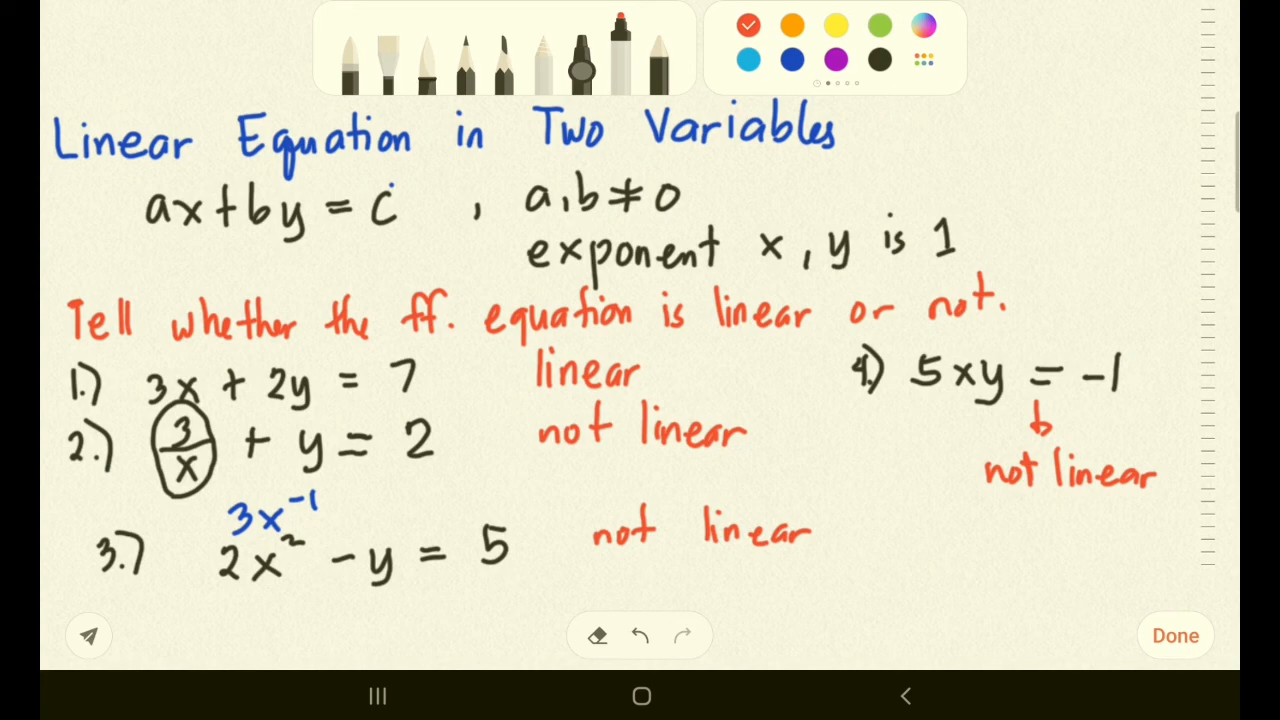 Linear Equation in Two Variables
ax + by = c , a, b ≠ 0
exponent x, y is 1
Tell whether the ff. equation is linear or not.
1.) 3x + 2y = 7 linear
2.) 3/x + y = 2 not linear
3x⁻¹
3.) 2x² - y = 5 not linear
4.) 5xy = -1
not linear
Done